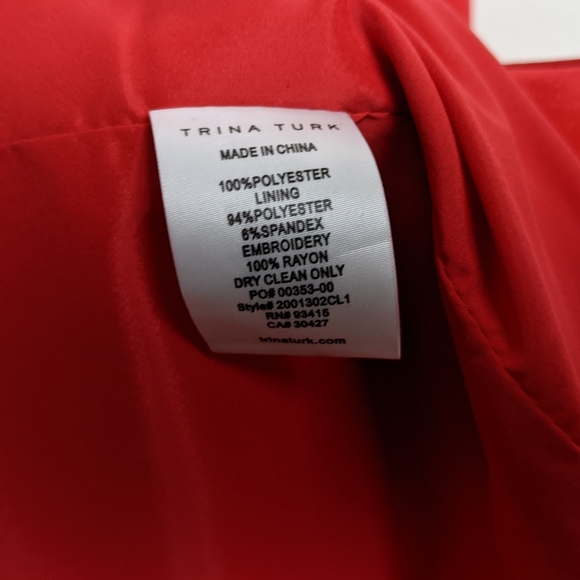 TRINA TURK
MADE IN CHINA
100%POLYESTER
LINING
94%POLYESTER
6%SPANDEX
EMBROIDERY
100% RAYON
DRY CLEAN ONLY
PO# 00353-00
Style# 2001302CL1
RN# 93415
CA# 30427
trinaturk.com